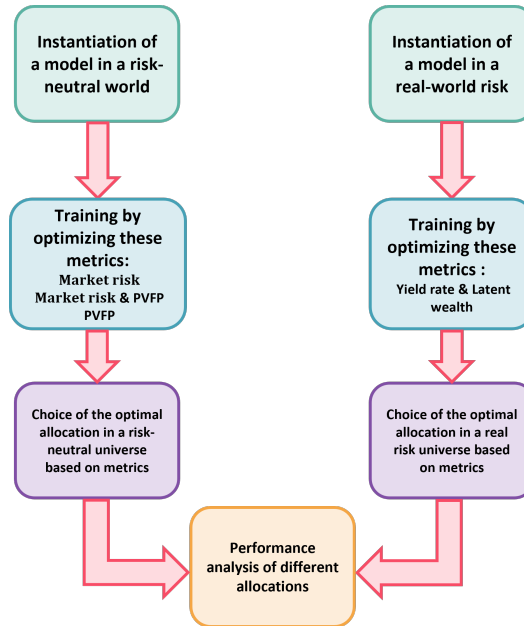 Instantiation of
a model in a risk-
neutral world
Instantiation of
a model in a
real-world risk
Training by
optimizing these
metrics:
Market risk
Market risk & PVFP
PVFP
Training by
optimizing these
metrics :
Yield rate & Latent
wealth
Choice of the optimal
allocation in a risk-
neutral universe
based on metrics
Choice of the optimal
allocation in a real
risk universe based
on metrics
Performance
analysis of different
allocations